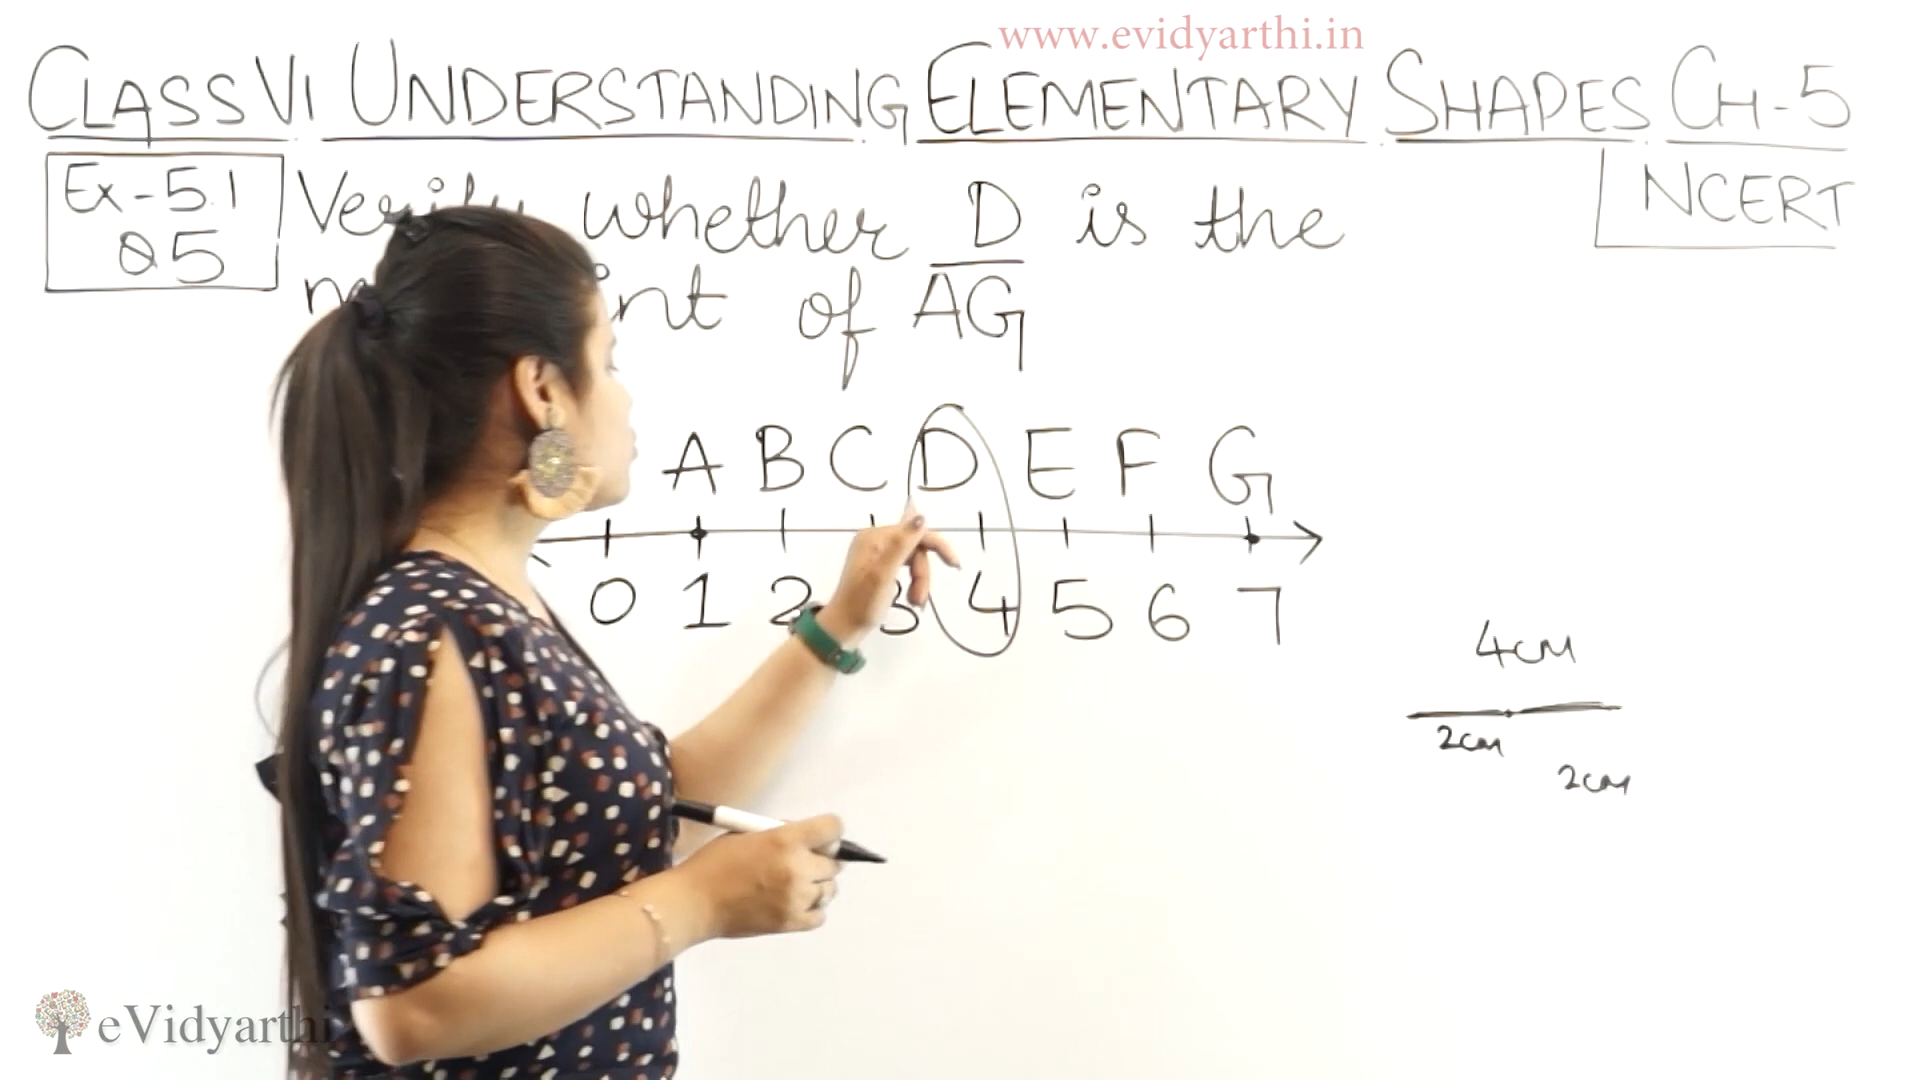 www.evidyarthi.in
CLASS VI UNDERSTANDING ELEMENTARY SHAPES CH-5
Ex-5.1
Q5
NCERT
whether D is the
of AG
A B C D E F G
0 1 2 3 4 5 6 7
4cm
2cm
2cm
eVidyarthi